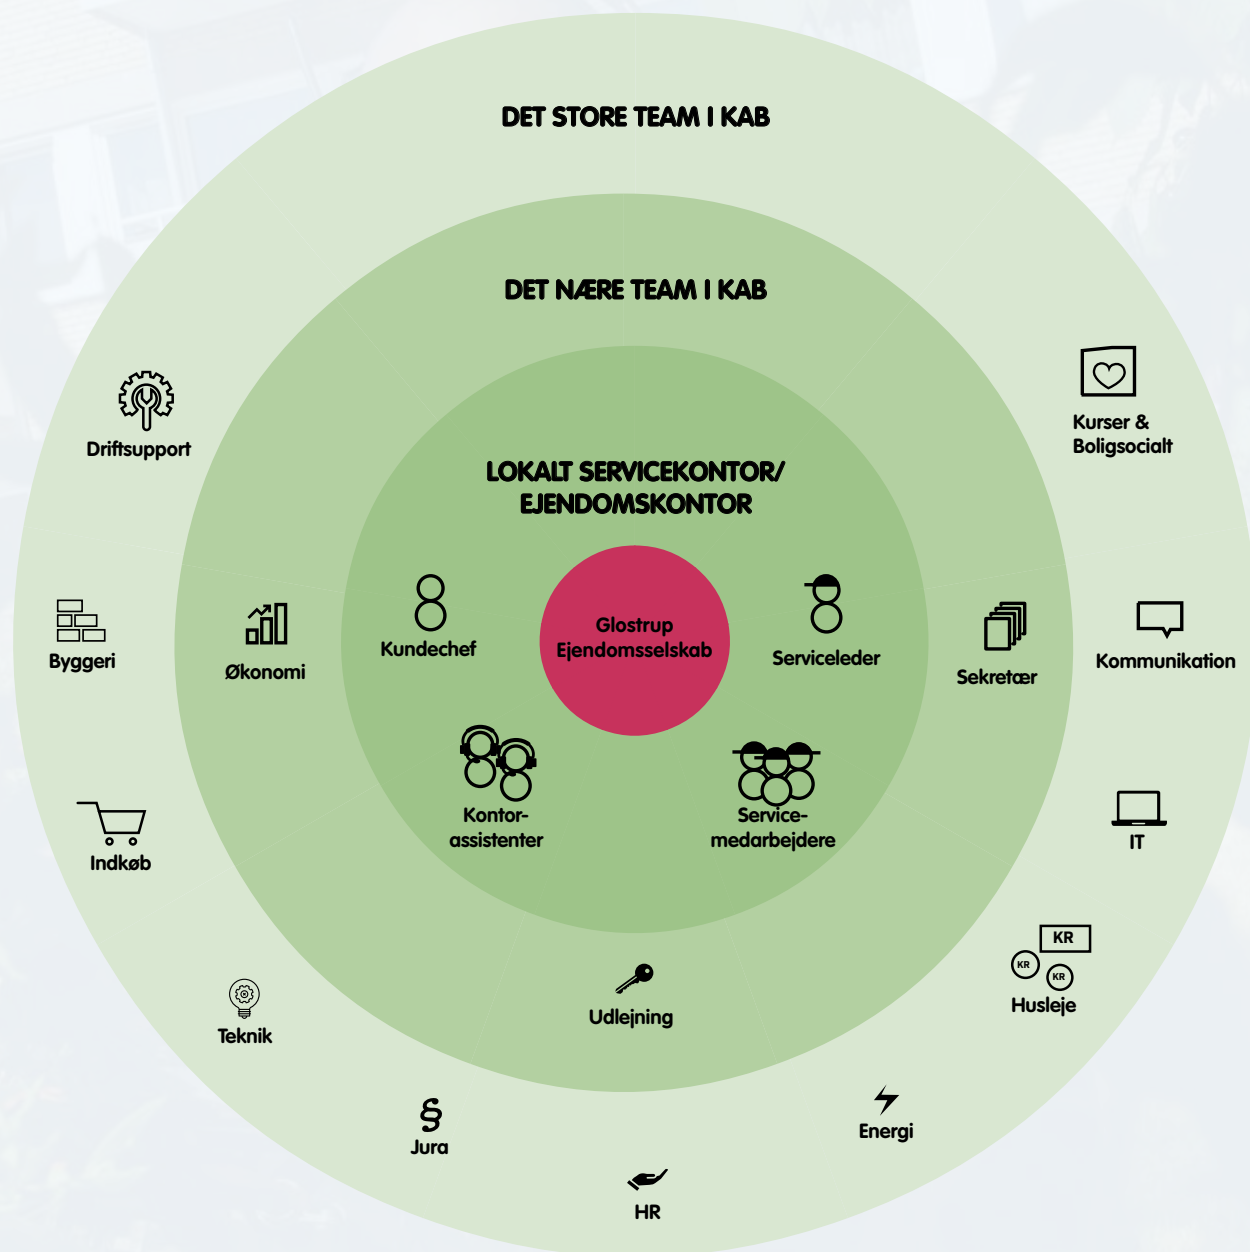 DET STORE TEAM I KAB
DET NÆRE TEAM I KAB
LOKALT SERVICEKONTOR/
EJENDOMSKONTOR
Glostrup
Ejendomsselskab
Kundechef
Serviceleder
Kontor-
assistenter
Service-
medarbejdere
Økonomi
Sekretær
Udlejning
Driftsupport
Kurser &
Boligsocialt
Byggeri
Kommunikation
Indkøb
IT
KR
KR
KR
Husleje
Teknik
Energi
§
Jura
HR